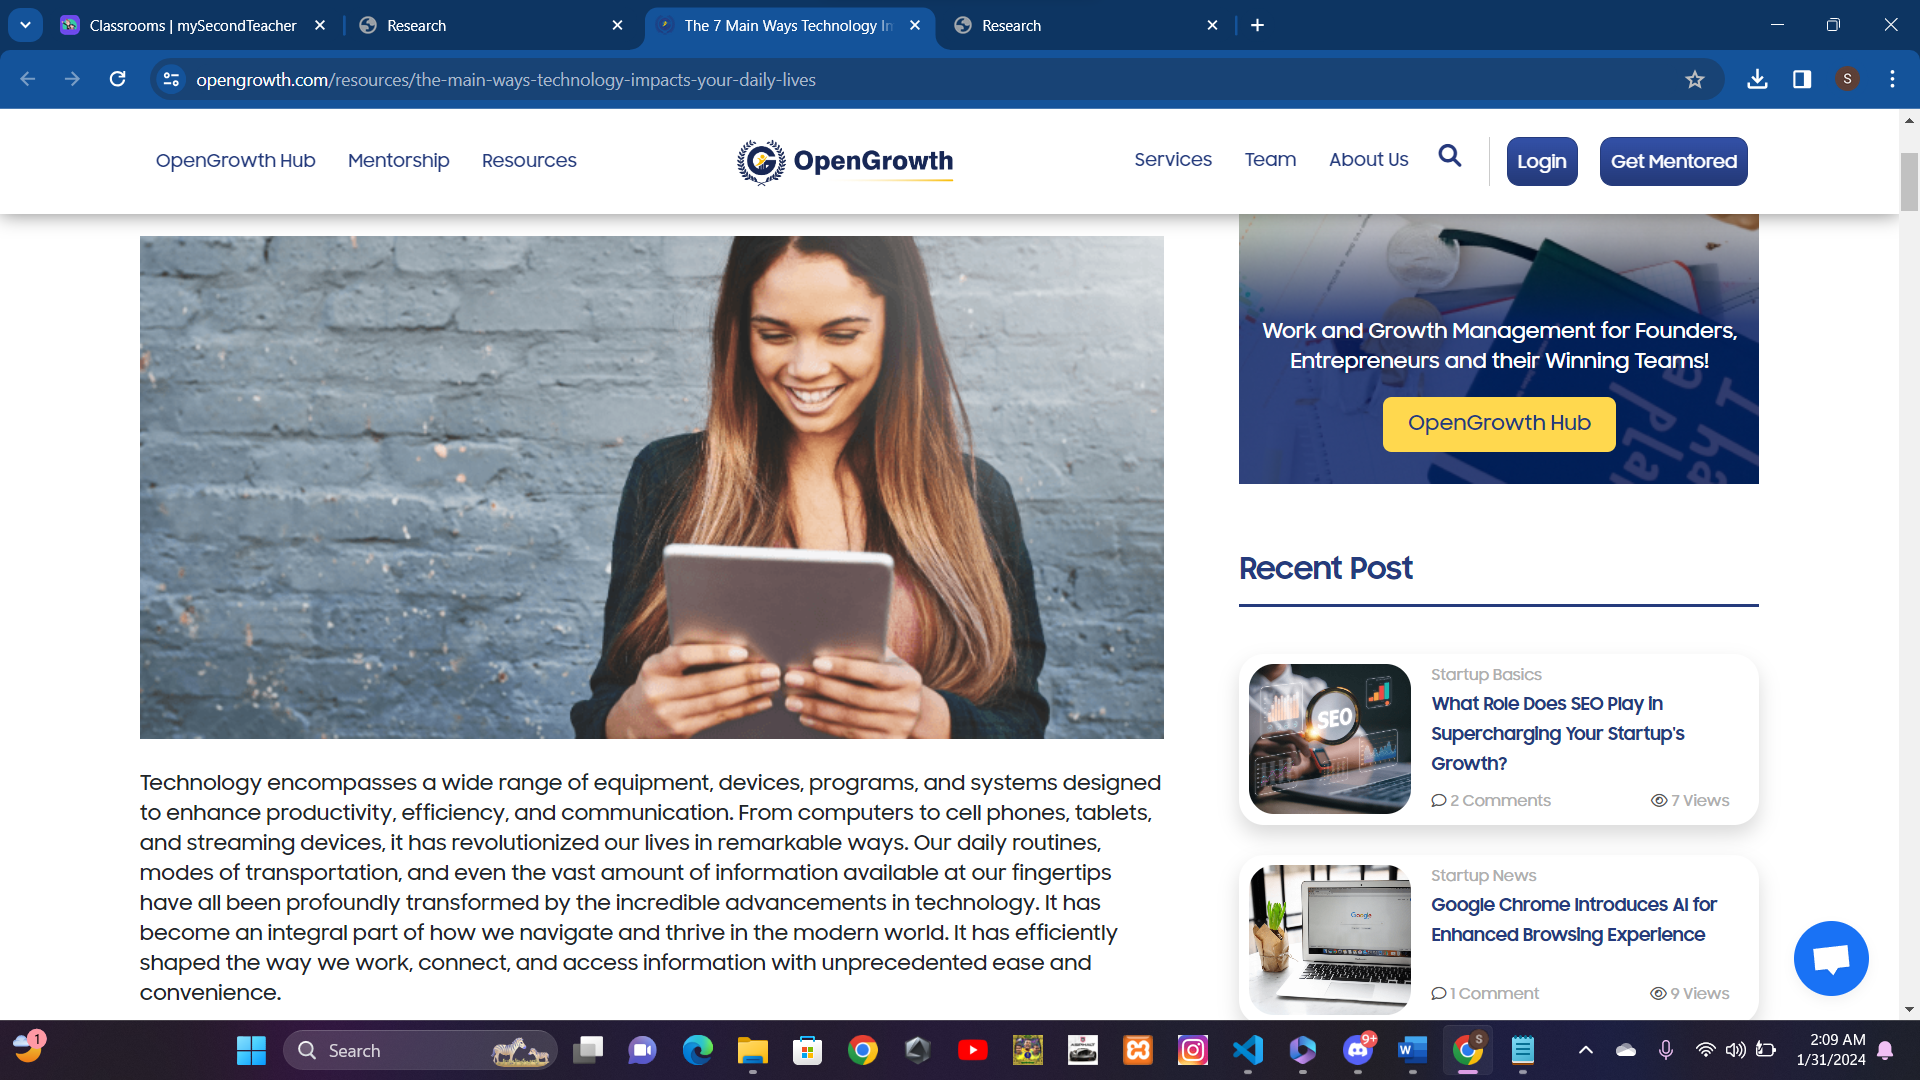 Classrooms | mySecondTeacher
Research
The 7 Main Ways Technology In
Research
opengrowth.com/resources/the-main-ways-technology-impacts-your-daily-lives
S
OpenGrowth Hub
Mentorship
Resources
OpenGrowth
Services
Team
About Us
Login
Get Mentored
Work and Growth Management for Founders,
Entrepreneurs and their Winning Teams!
OpenGrowth Hub
Recent Post
SEO
Startup Basics
What Role Does SEO Play in
Supercharging Your Startup's
Growth?
2 Comments
7 Views
Google
Startup News
Google Chrome Introduces AI for
Enhanced Browsing Experience
1 Comment
9 Views
Technology encompasses a wide range of equipment, devices, programs, and systems designed
to enhance productivity, efficiency, and communication. From computers to cell phones, tablets,
and streaming devices, it has revolutionized our lives in remarkable ways. Our daily routines,
modes of transportation, and even the vast amount of information available at our fingertips
have all been profoundly transformed by the incredible advancements in technology. It has
become an integral part of how we navigate and thrive in the modern world. It has efficiently
shaped the way we work, connect, and access information with unprecedented ease and
convenience.
1
Search
9+
S
2:09 AM
1/31/2024